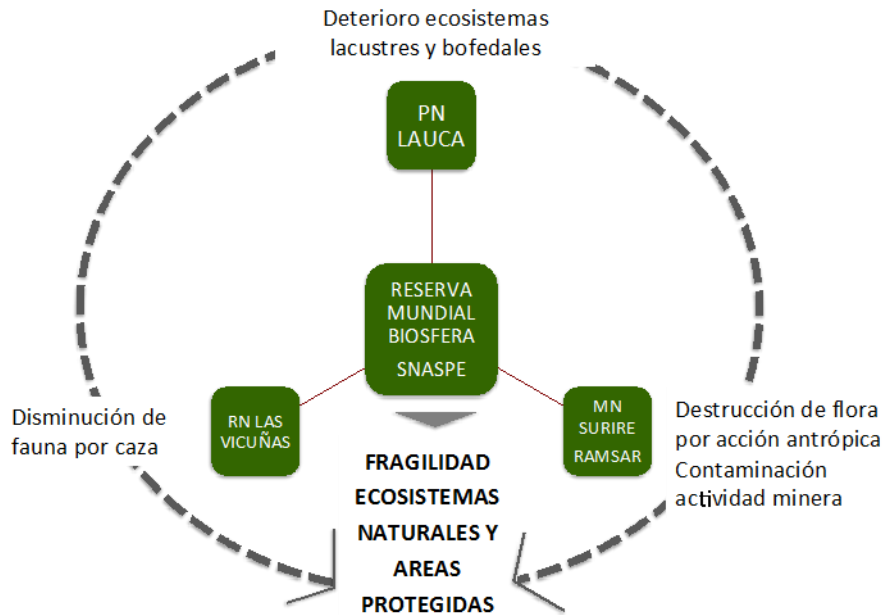 Deterioro ecosistemas
lacustres y bofedales
PN
LAUCA
RESERVA
MUNDIAL
BIOSFERA
SNASPE
Disminución de
fauna por caza
RN LAS
VICUÑAS
MN
SURIRE
RAMSAR
Destrucción de flora
por acción antrópica
Contaminación
actividad minera
FRAGILIDAD
ECOSISTEMAS
NATURALES Y
AREAS
PROTEGIDAS